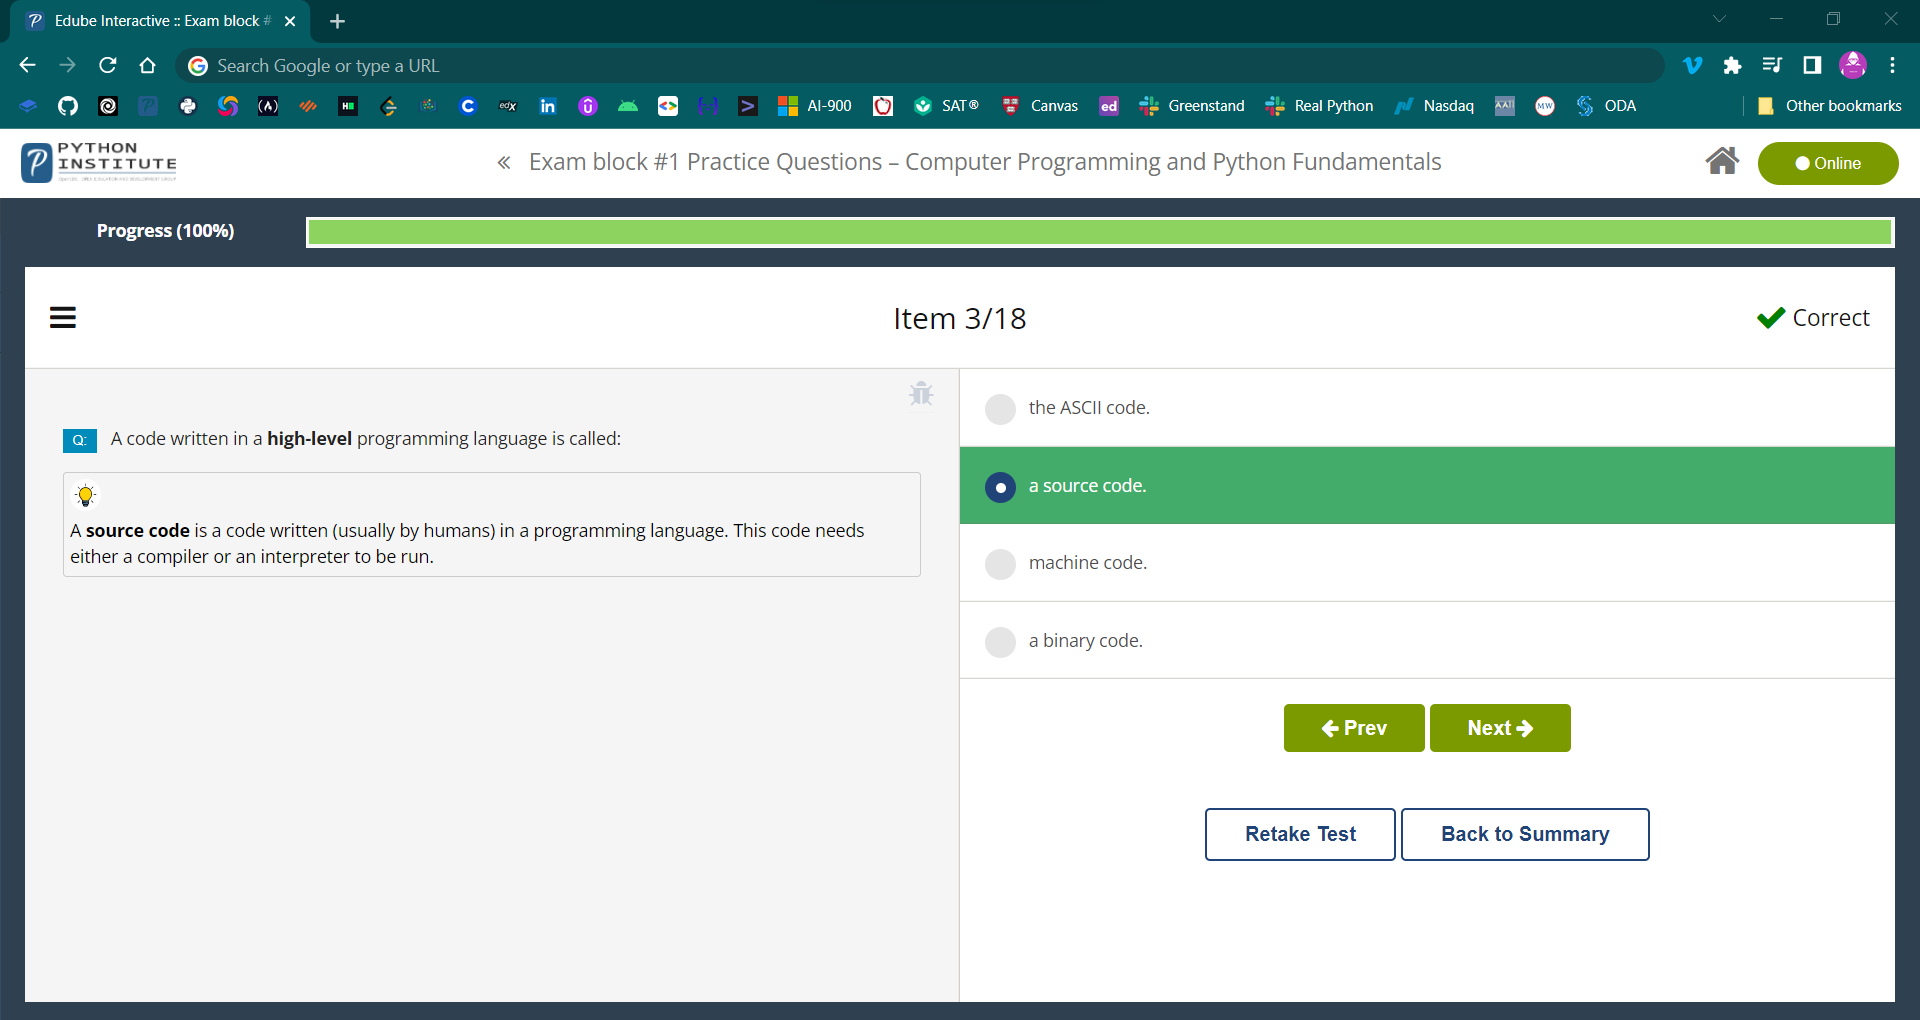 Edube Interactive :: Exam block #
Search Google or type a URL
AI-900 SAT® Canvas ed Greenstand Real Python Nasdaq MW ODA Other bookmarks
PYTHON
INSTITUTE
« Exam block #1 Practice Questions – Computer Programming and Python Fundamentals
Online
Progress (100%)
Item 3/18
Correct
Q: A code written in a high-level programming language is called:
A source code is a code written (usually by humans) in a programming language. This code needs
either a compiler or an interpreter to be run.
the ASCII code.
a source code.
machine code.
a binary code.
Prev
Next
Retake Test
Back to Summary